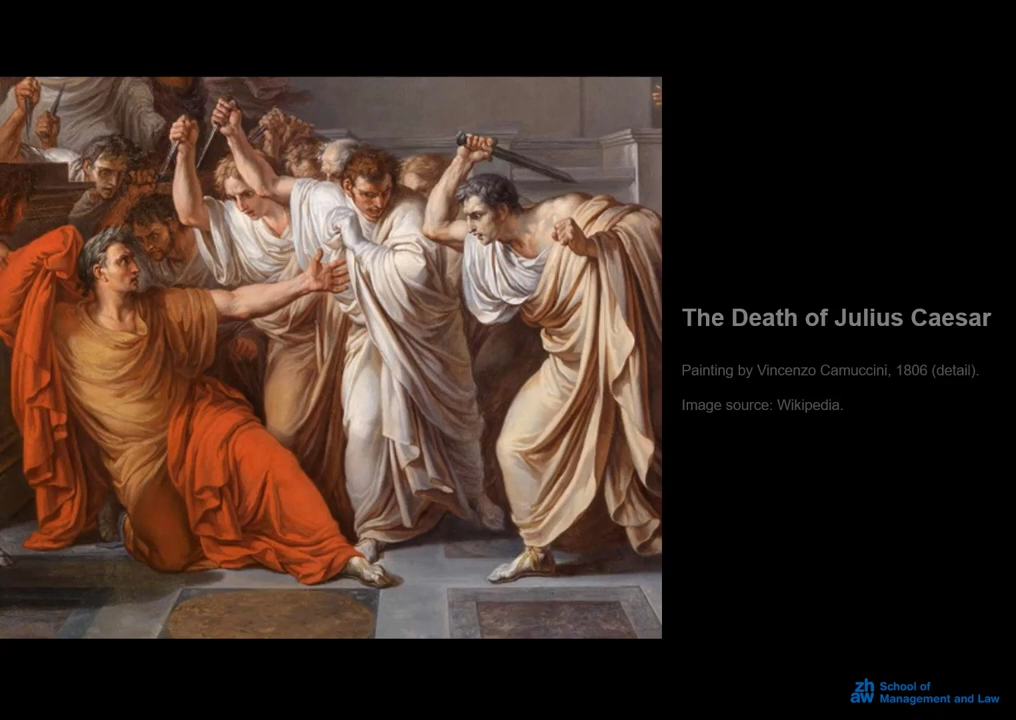 The Death of Julius Caesar
Painting by Vincenzo Camuccini, 1806 (detail).
Image source: Wikipedia.
zh
aw
School of
Management and Law